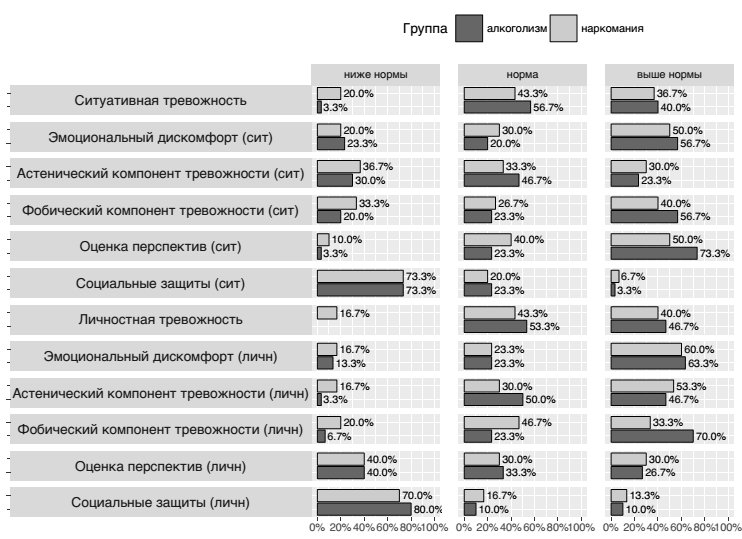 Группа алкоголизм наркомания
ниже нормы норма выше нормы
Ситуативная тревожность 20.0% 43.3% 36.7%
3.3% 56.7% 40.0%
Эмоциональный дискомфорт (сит) 20.0% 30.0% 50.0%
23.3% 20.0% 56.7%
Астенический компонент тревожности (сит) 36.7% 33.3% 30.0%
30.0% 46.7% 23.3%
Фобический компонент тревожности (сит) 33.3% 26.7% 40.0%
20.0% 23.3% 56.7%
Оценка перспектив (сит) 10.0% 40.0% 50.0%
3.3% 23.3% 73.3%
Социальные защиты (сит) 73.3% 20.0% 6.7%
73.3% 23.3% 3.3%
Личностная тревожность 16.7% 43.3% 40.0%
53.3% 46.7%
Эмоциональный дискомфорт (личн) 16.7% 23.3% 60.0%
13.3% 23.3% 63.3%
Астенический компонент тревожности (личн) 16.7% 30.0% 53.3%
3.3% 50.0% 46.7%
Фобический компонент тревожности (личн) 20.0% 46.7% 33.3%
6.7% 23.3% 70.0%
Оценка перспектив (личн) 40.0% 30.0% 30.0%
40.0% 33.3% 26.7%
Социальные защиты (личн) 70.0% 16.7% 13.3%
80.0% 10.0% 10.0%
0% 20% 40% 60% 80% 100% 0% 20% 40% 60% 80% 100% 0% 20% 40% 60% 80% 100%